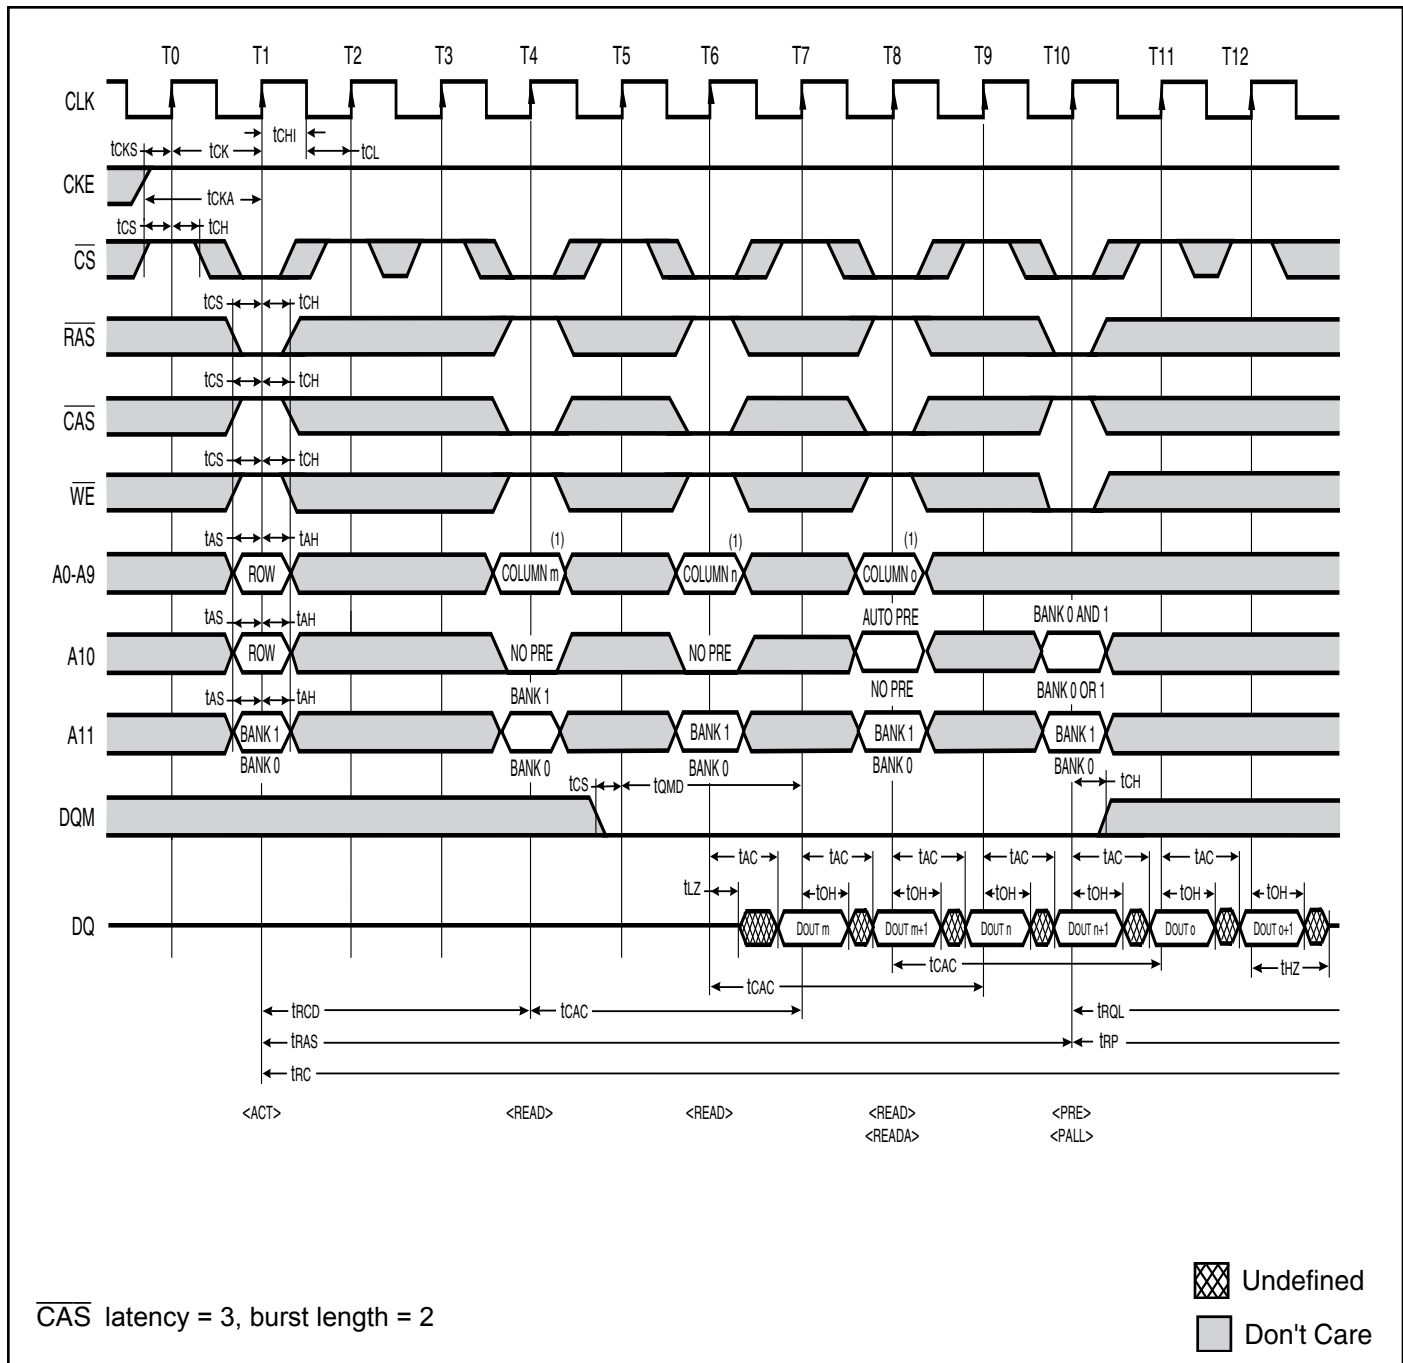 T0 T1 T2 T3 T4 T5 T6 T7 T8 T9 T10 T11 T12
CLK
tCHI
tCKS tCK tCL
CKE
tCKA
tCS tCH
CS
tCS tCH
RAS
tCS tCH
CAS
tCS tCH
WE
tAS tAH (1) (1) (1)
A0-A9 ROW COLUMN m COLUMN n COLUMN o
tAS tAH AUTO PRE BANK 0 AND 1
A10 ROW NO PRE NO PRE
tAS tAH BANK 1 NO PRE BANK 0 OR 1
A11 BANK 1 BANK 1 BANK 1 BANK 1
BANK 0 BANK 0 BANK 0 BANK 0 BANK 0
tCS tQMD tCH
DQM
tAC tAC tAC tAC tAC tAC
tLZ tOH tOH tOH tOH tOH tOH
DQ DOUT m DOUT m+1 DOUT n DOUT n+1 DOUT o DOUT o+1
tCAC tHZ
tCAC
tRCD tCAC tRQL
tRAS tRP
tRC
<ACT> <READ> <READ> <READ> <PRE>
<READA> <PALL>
Undefined
CAS latency = 3, burst length = 2
Don't Care